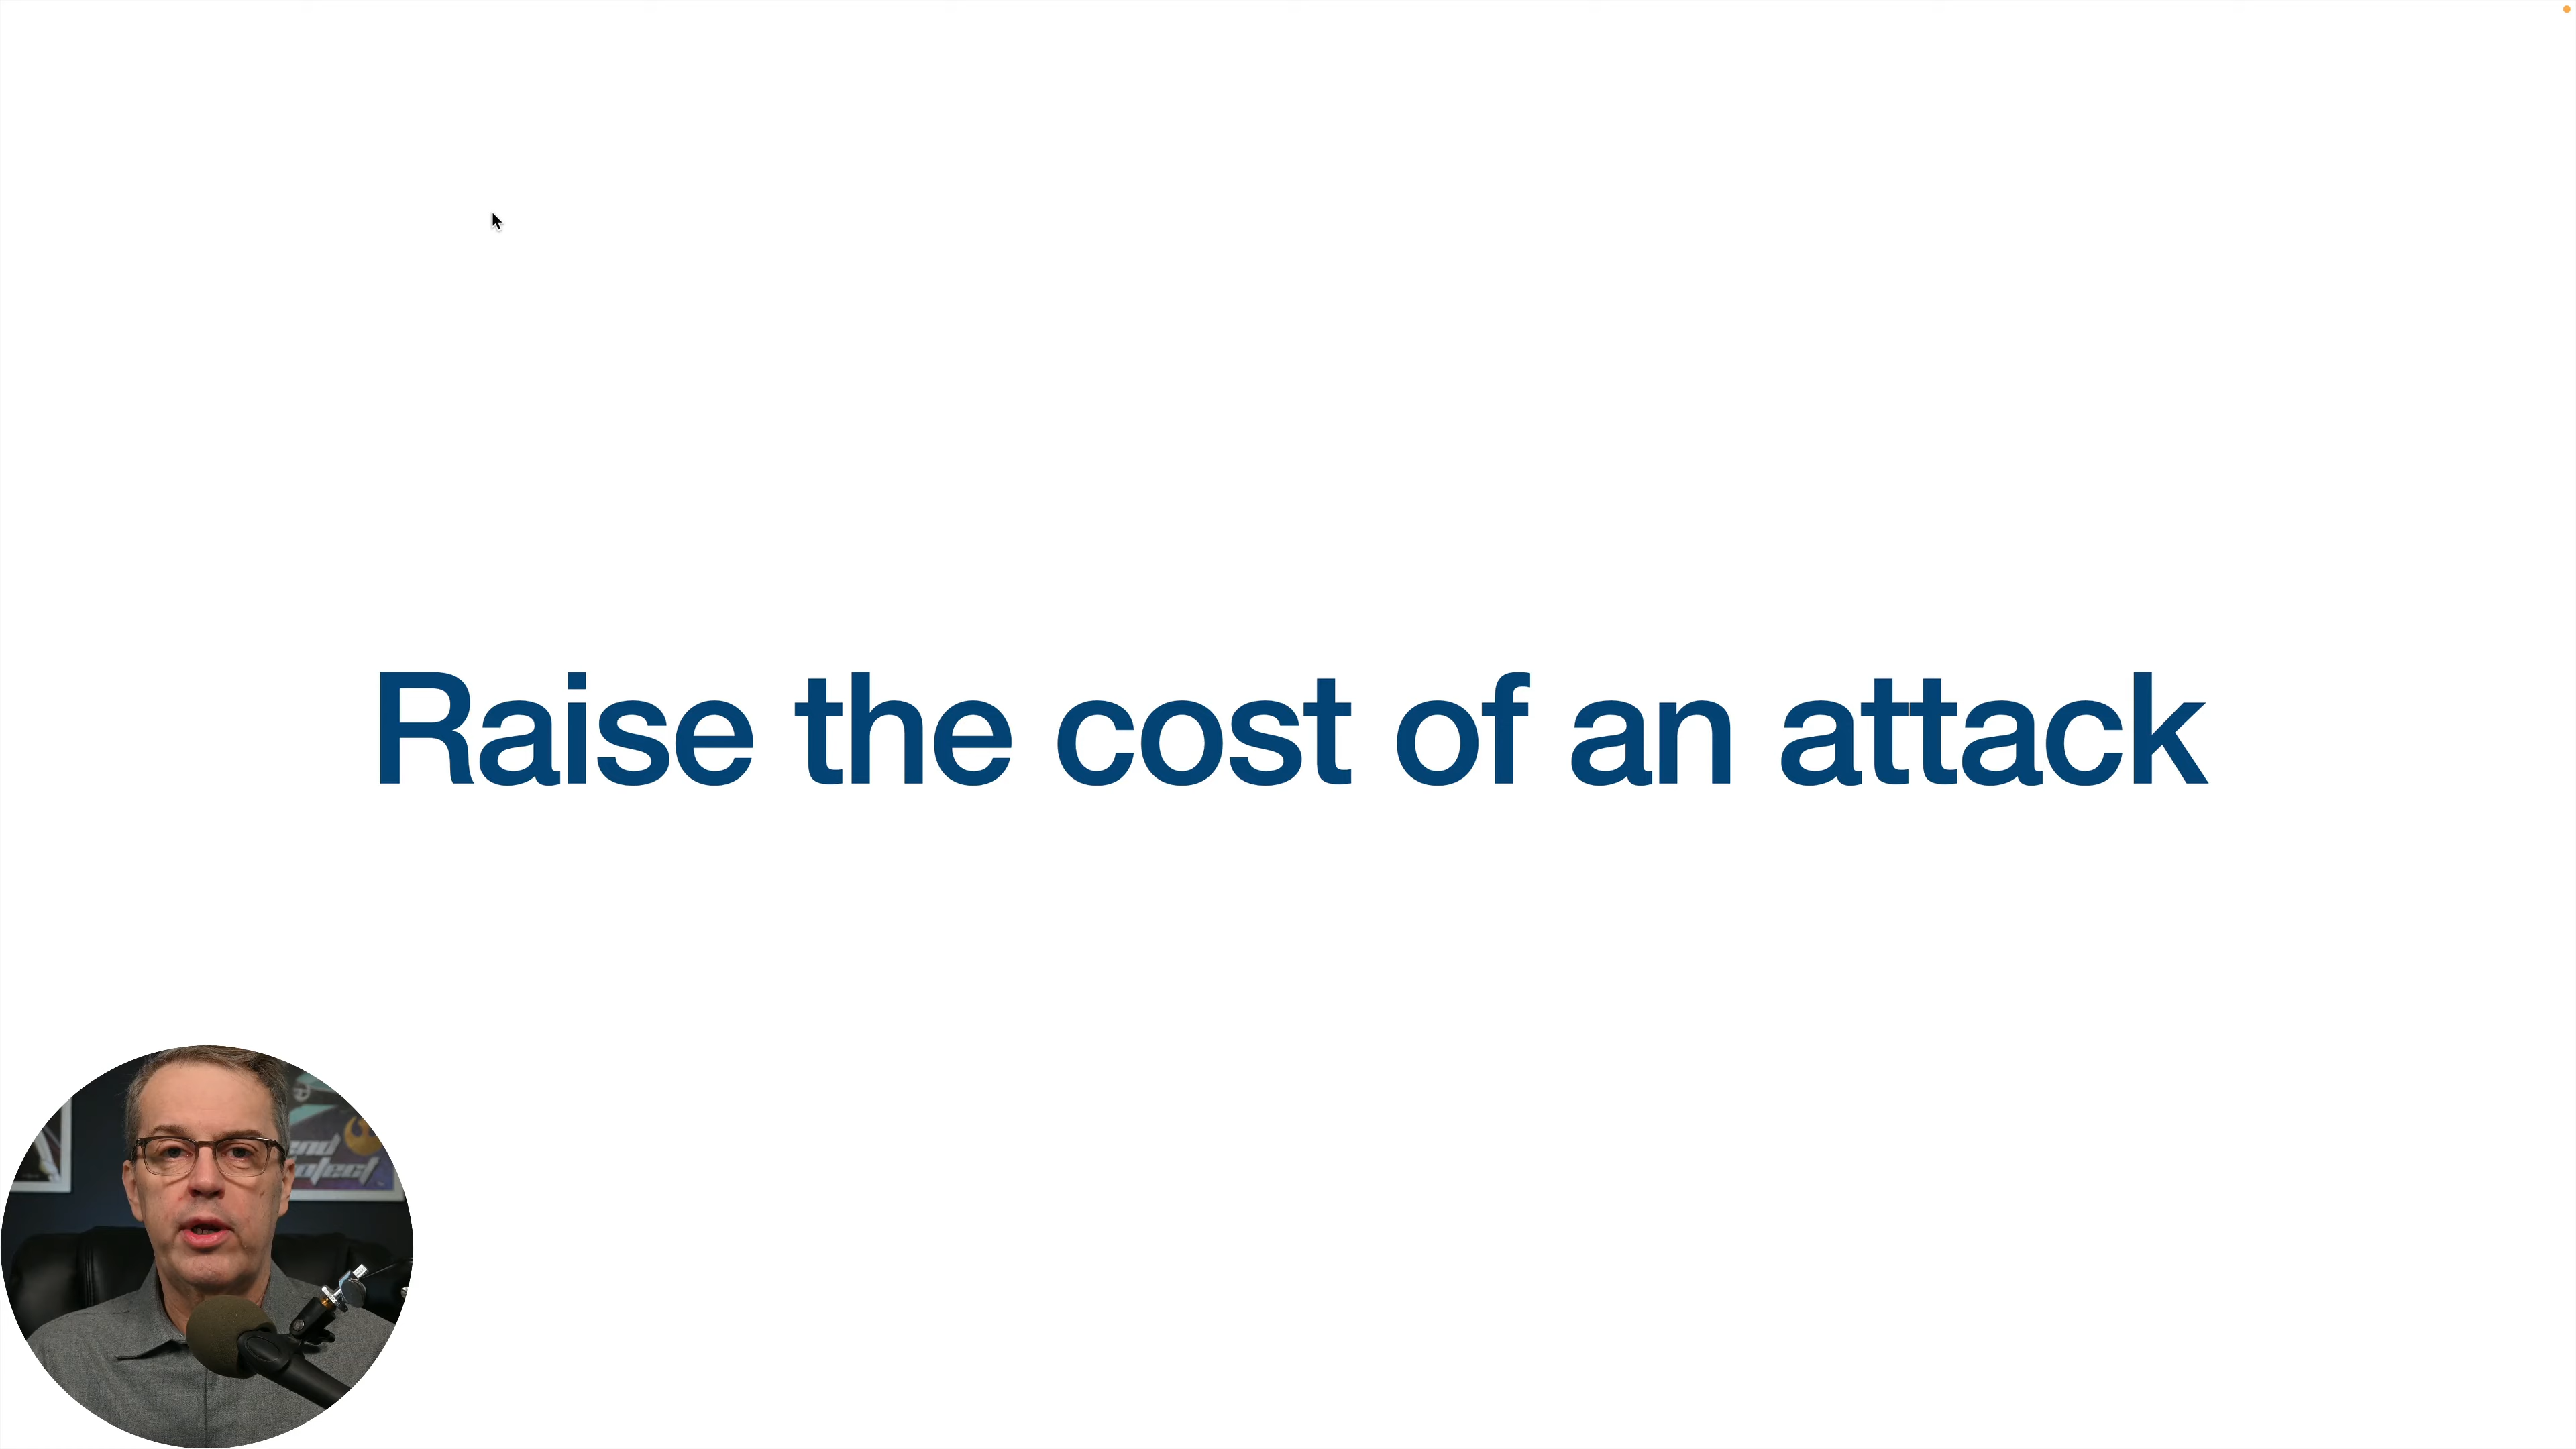 Raise the cost of an attack